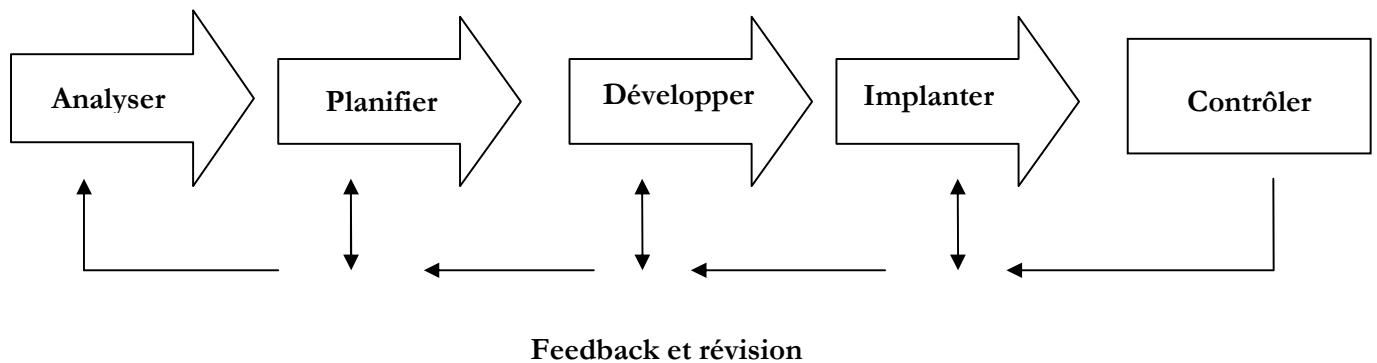 Analyser
Planifier
Développer
Implanter
Contrôler
Feedback et révision